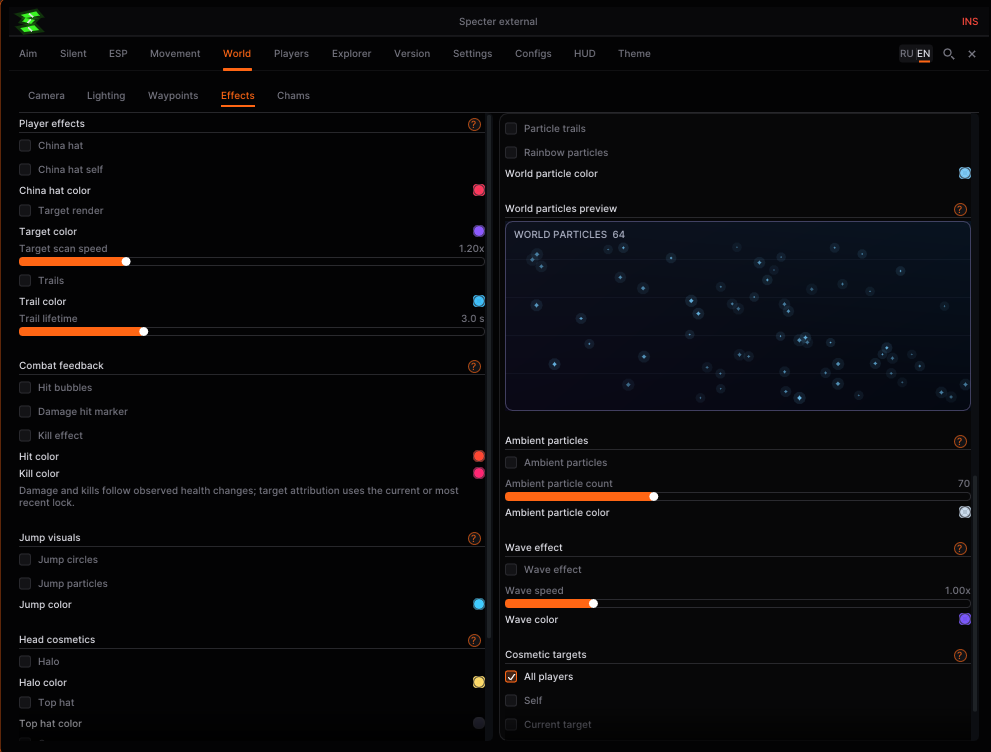 Specter external
INS
Aim Silent ESP Movement World Players Explorer Version Settings Configs HUD Theme
RU EN
Camera Lighting Waypoints Effects Chams
Player effects
?
China hat
China hat self
China hat color
Target render
Target color
Target scan speed 1.20x
Trails
Trail color
Trail lifetime 3.0 s
Combat feedback
?
Hit bubbles
Damage hit marker
Kill effect
Hit color
Kill color
Damage and kills follow observed health changes; target attribution uses the current or most
recent lock.
Jump visuals
?
Jump circles
Jump particles
Jump color
Head cosmetics
?
Halo
Halo color
Top hat
Top hat color
Particle trails
Rainbow particles
World particle color
World particles preview
?
WORLD PARTICLES 64
Ambient particles
?
Ambient particles
Ambient particle count 70
Ambient particle color
Wave effect
?
Wave effect
Wave speed 1.00x
Wave color
Cosmetic targets
?
All players
Self
Current target